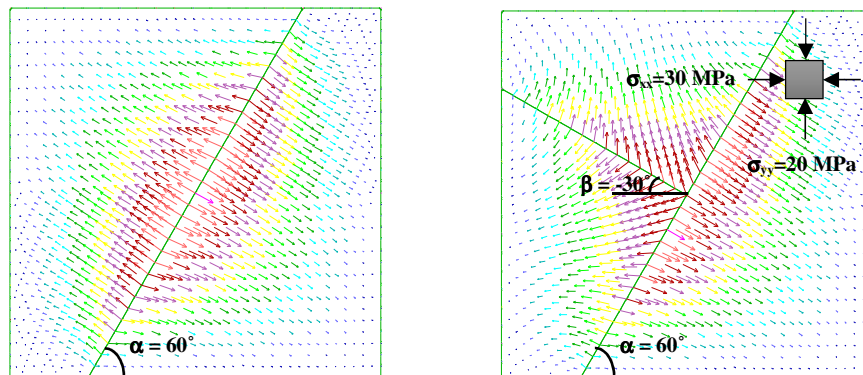 α = 60°
σxx=30 MPa
σyy=20 MPa
β = -30°
α = 60°